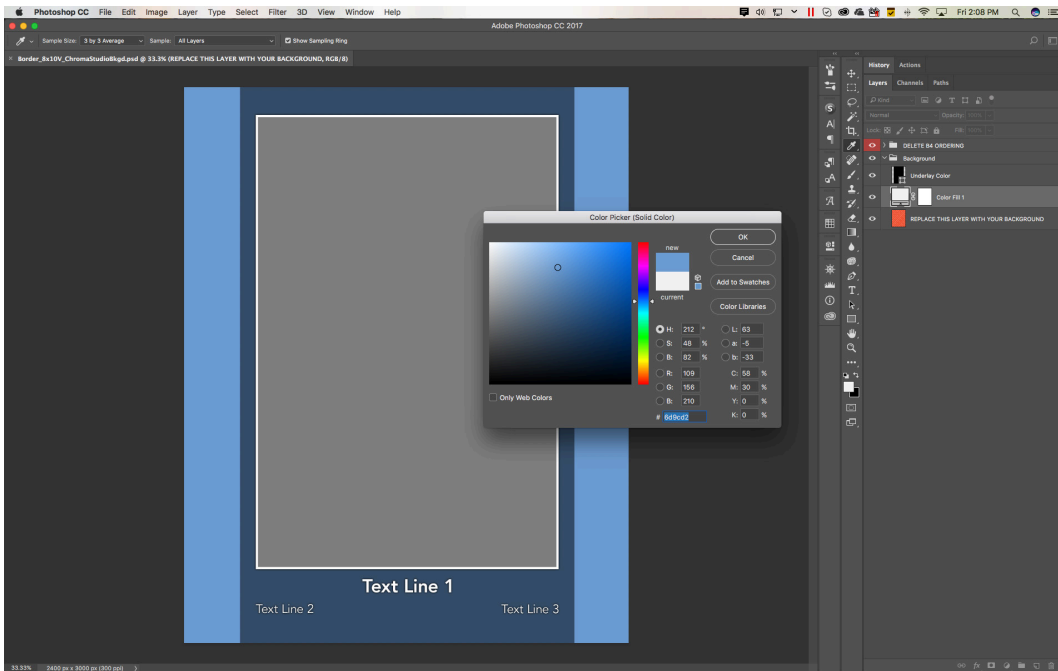 Photoshop CC File Edit Image Layer Type Select Filter 3D View Window Help Fri 2:08 PM
Adobe Photoshop CC 2017
Sample Size: 3 by 3 Average Sample: All Layers Show Sampling Ring
× Border_8x10V_ChromaStudioBkgd.psd @ 33.3% (REPLACE THIS LAYER WITH YOUR BACKGROUND, RGB/8)
History Actions
Layers Channels Paths
Kind
Normal Opacity: 100%
Lock: Fill: 100%
DELETE B4 ORDERING
Background
Underlay Color
Color Fill 1
REPLACE THIS LAYER WITH YOUR BACKGROUND
Color Picker (Solid Color)
new
current
OK
Cancel
Add to Swatches
Color Libraries
H: 212 ° L: 63
S: 48 % a: -5
B: 82 % b: -33
R: 109 C: 58 %
G: 156 M: 30 %
B: 210 Y: 0 %
# 6d9cd2 K: 0 %
Only Web Colors
Text Line 1
Text Line 2 Text Line 3
33.33% 2400 px x 3000 px (300 ppi)